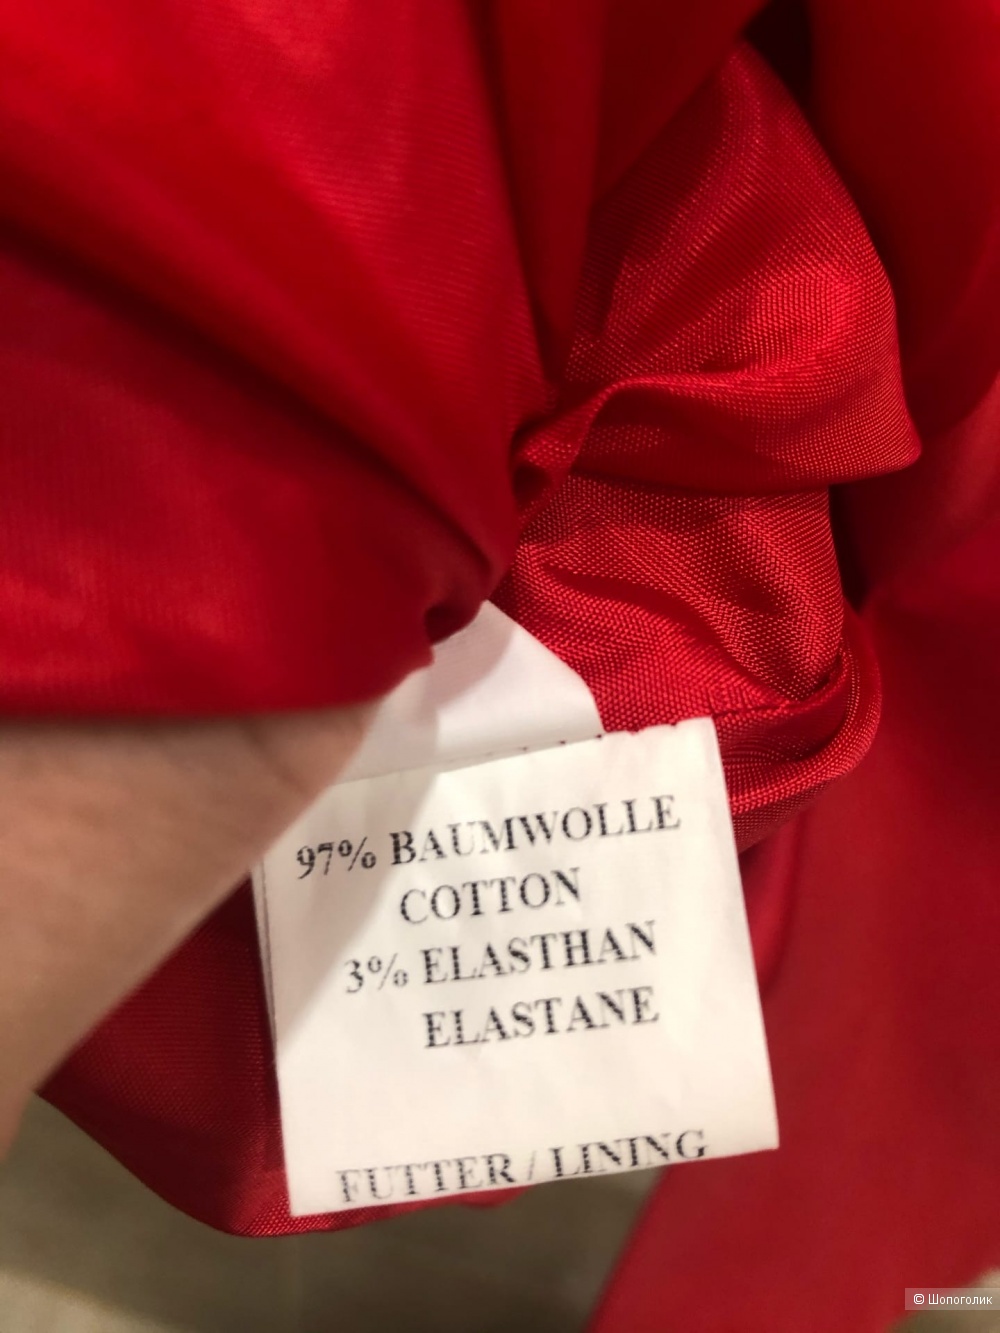 97% BAUMWOLLE
COTTON
3% ELASTHAN
ELASTANE
FUTTER / LINING
© Шопоголик